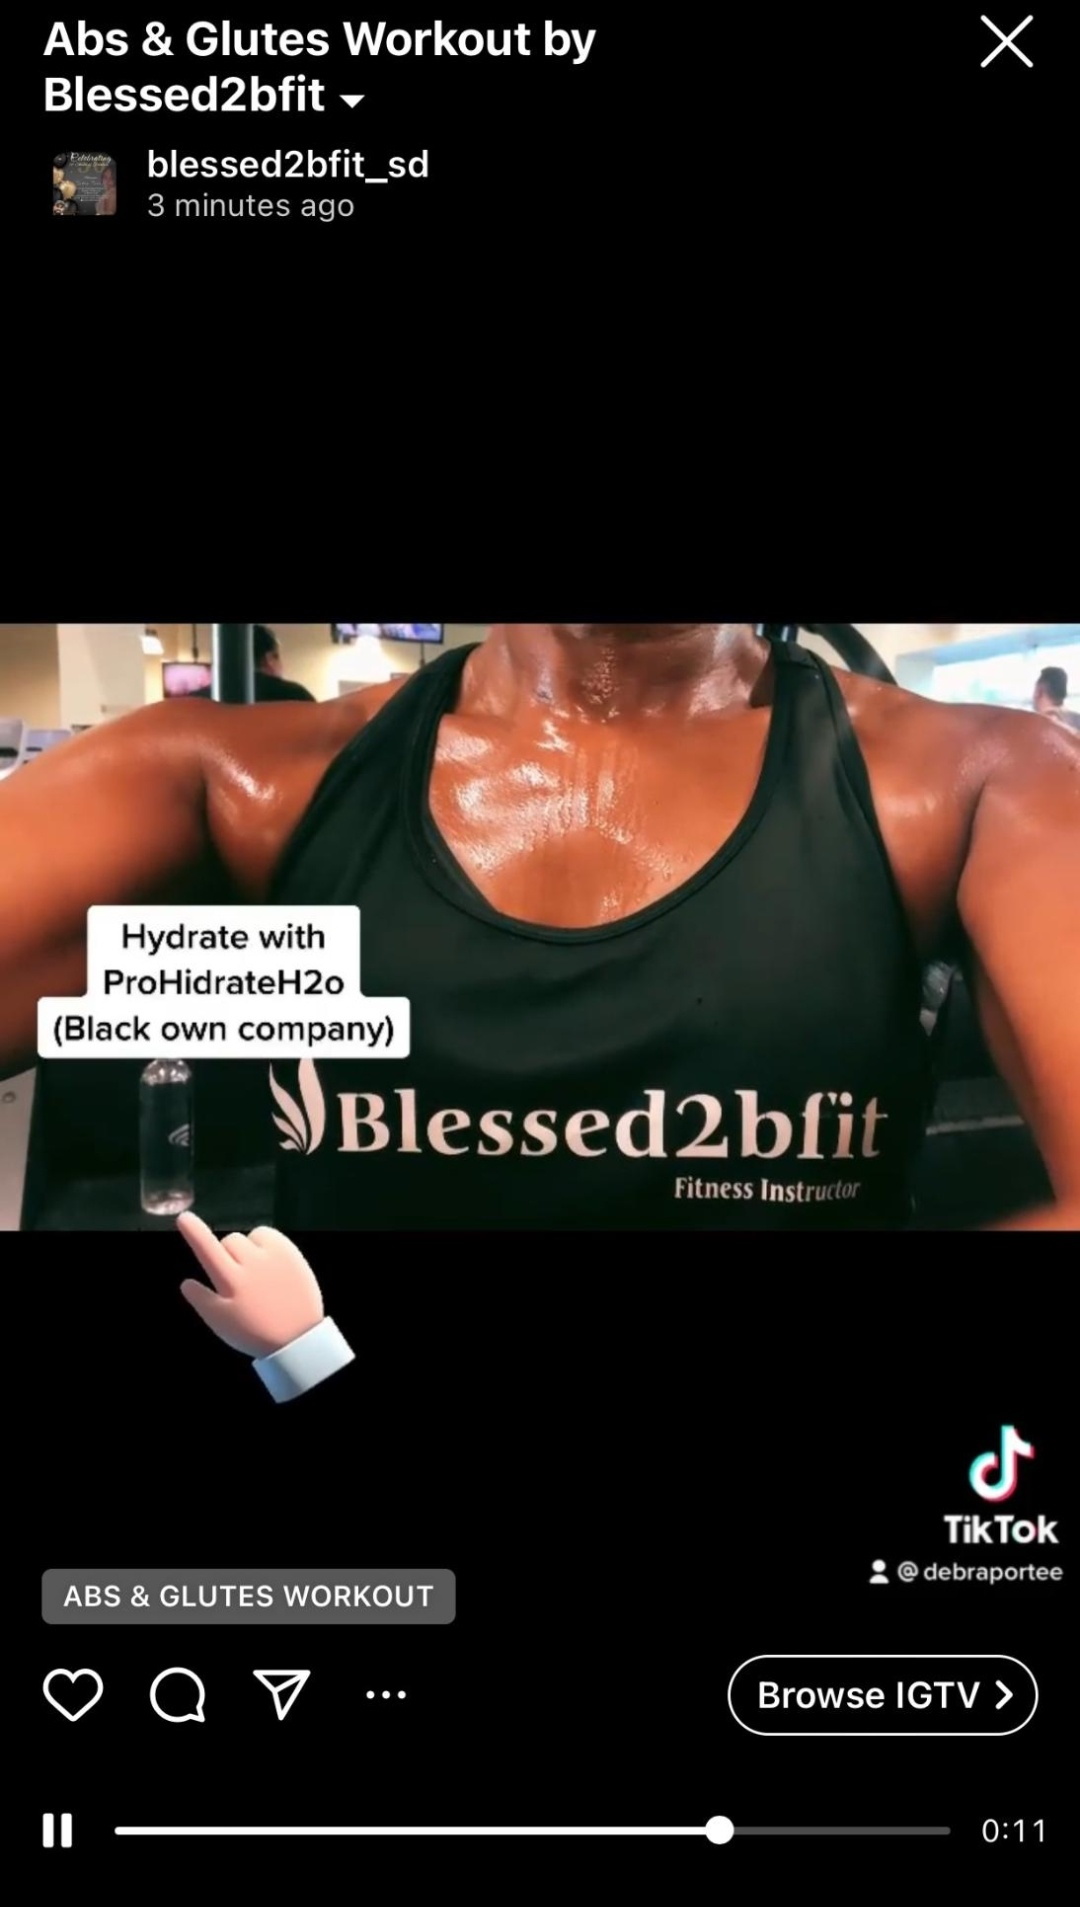 Abs & Glutes Workout by
Blessed2bfit
blessed2bfit_sd
3 minutes ago
Hydrate with
ProHidrateH2o
(Black own company)
Blessed2bfit
Fitness Instructor
TikTok
@debraportee
ABS & GLUTES WORKOUT
Browse IGTV
0:11